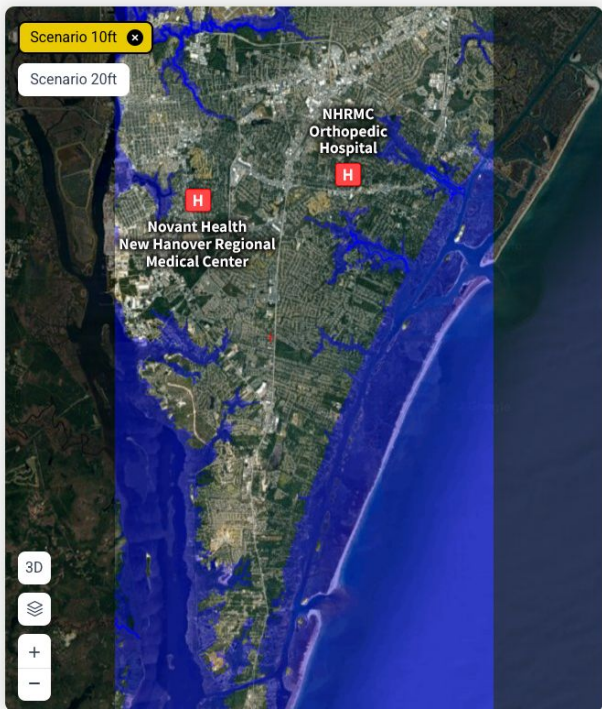 Scenario 10ft
Scenario 20ft
NHRMC
Orthopedic
Hospital
H
H
Novant Health
New Hanover Regional
Medical Center
3D
+
−